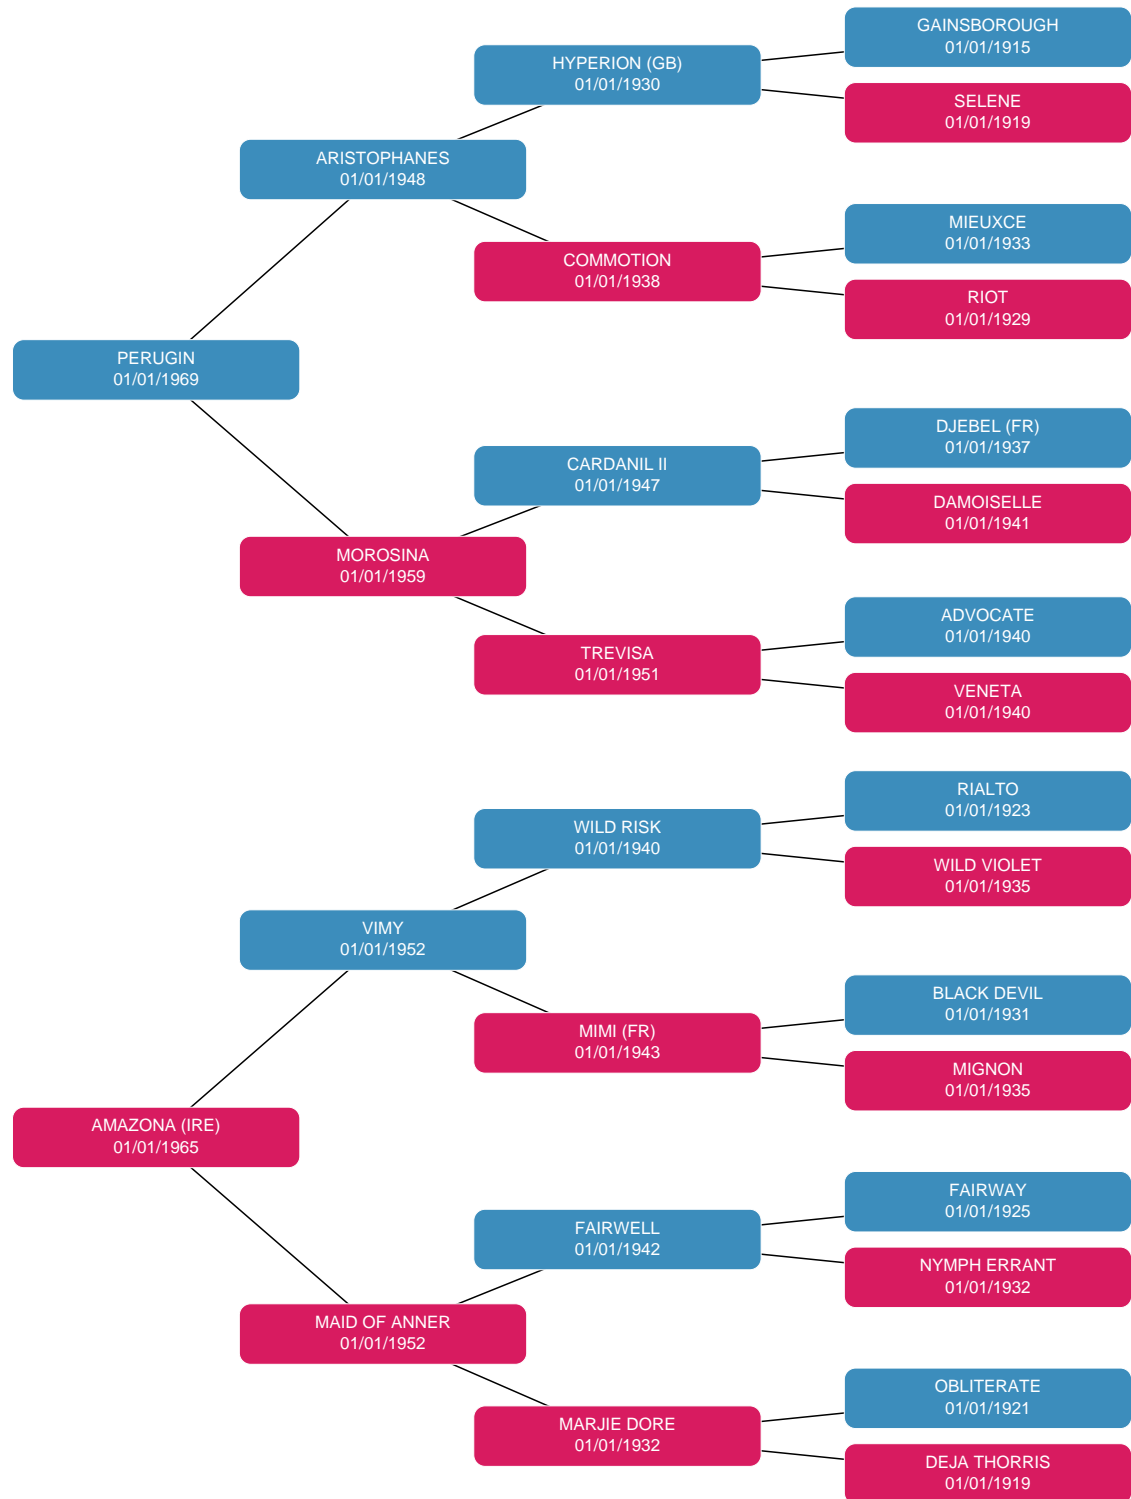 GAINSBOROUGH
01/01/1915
HYPERION (GB)
01/01/1930
SELENE
01/01/1919
ARISTOPHANES
01/01/1948
MIEUXCE
01/01/1933
COMMOTION
01/01/1938
RIOT
01/01/1929
PERUGIN
01/01/1969
DJEBEL (FR)
01/01/1937
CARDANIL II
01/01/1947
DAMOISELLE
01/01/1941
MOROSINA
01/01/1959
ADVOCATE
01/01/1940
TREVISA
01/01/1951
VENETA
01/01/1940
RIALTO
01/01/1923
WILD RISK
01/01/1940
WILD VIOLET
01/01/1935
VIMY
01/01/1952
BLACK DEVIL
01/01/1931
MIMI (FR)
01/01/1943
MIGNON
01/01/1935
AMAZONA (IRE)
01/01/1965
FAIRWAY
01/01/1925
FAIRWELL
01/01/1942
NYMPH ERRANT
01/01/1932
MAID OF ANNER
01/01/1952
OBLITERATE
01/01/1921
MARJIE DORE
01/01/1932
DEJA THORRIS
01/01/1919